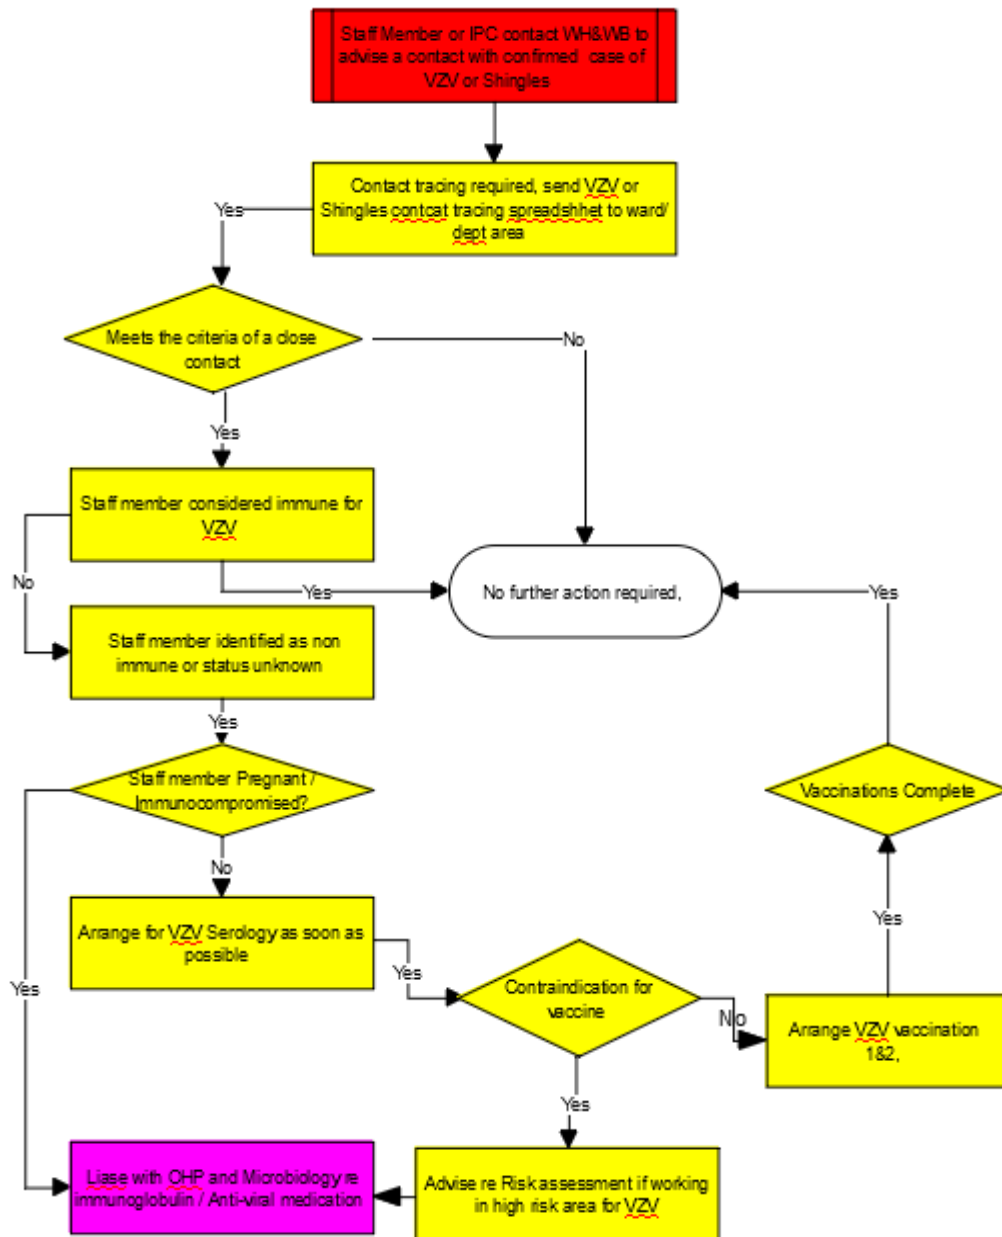 Staff Member or IPC contact WH&WB to
advise a contact with confirmed case of
VZV or Shingles
Contact tracing required, send VZV or
Shingles contcat tracing spreadshhet to ward/
dept area
Yes
Meets the criteria of a close
contact
No
Yes
Staff member considered immune for
VZV
No
Yes
No further action required,
Yes
Staff member identified as non
immune or status unknown
Yes
Staff member Pregnant /
Immunocompromised?
Vaccinations Complete
No
Arrange for VZV Serology as soon as
possible
Yes
Yes
Yes
Contraindication for
vaccine
No
Arrange VZV vaccination
1&2,
Yes
Liase with OHP and Microbiology re
immunoglobulin / Anti-viral medication
Advise re Risk assessment if working
in high risk area for VZV